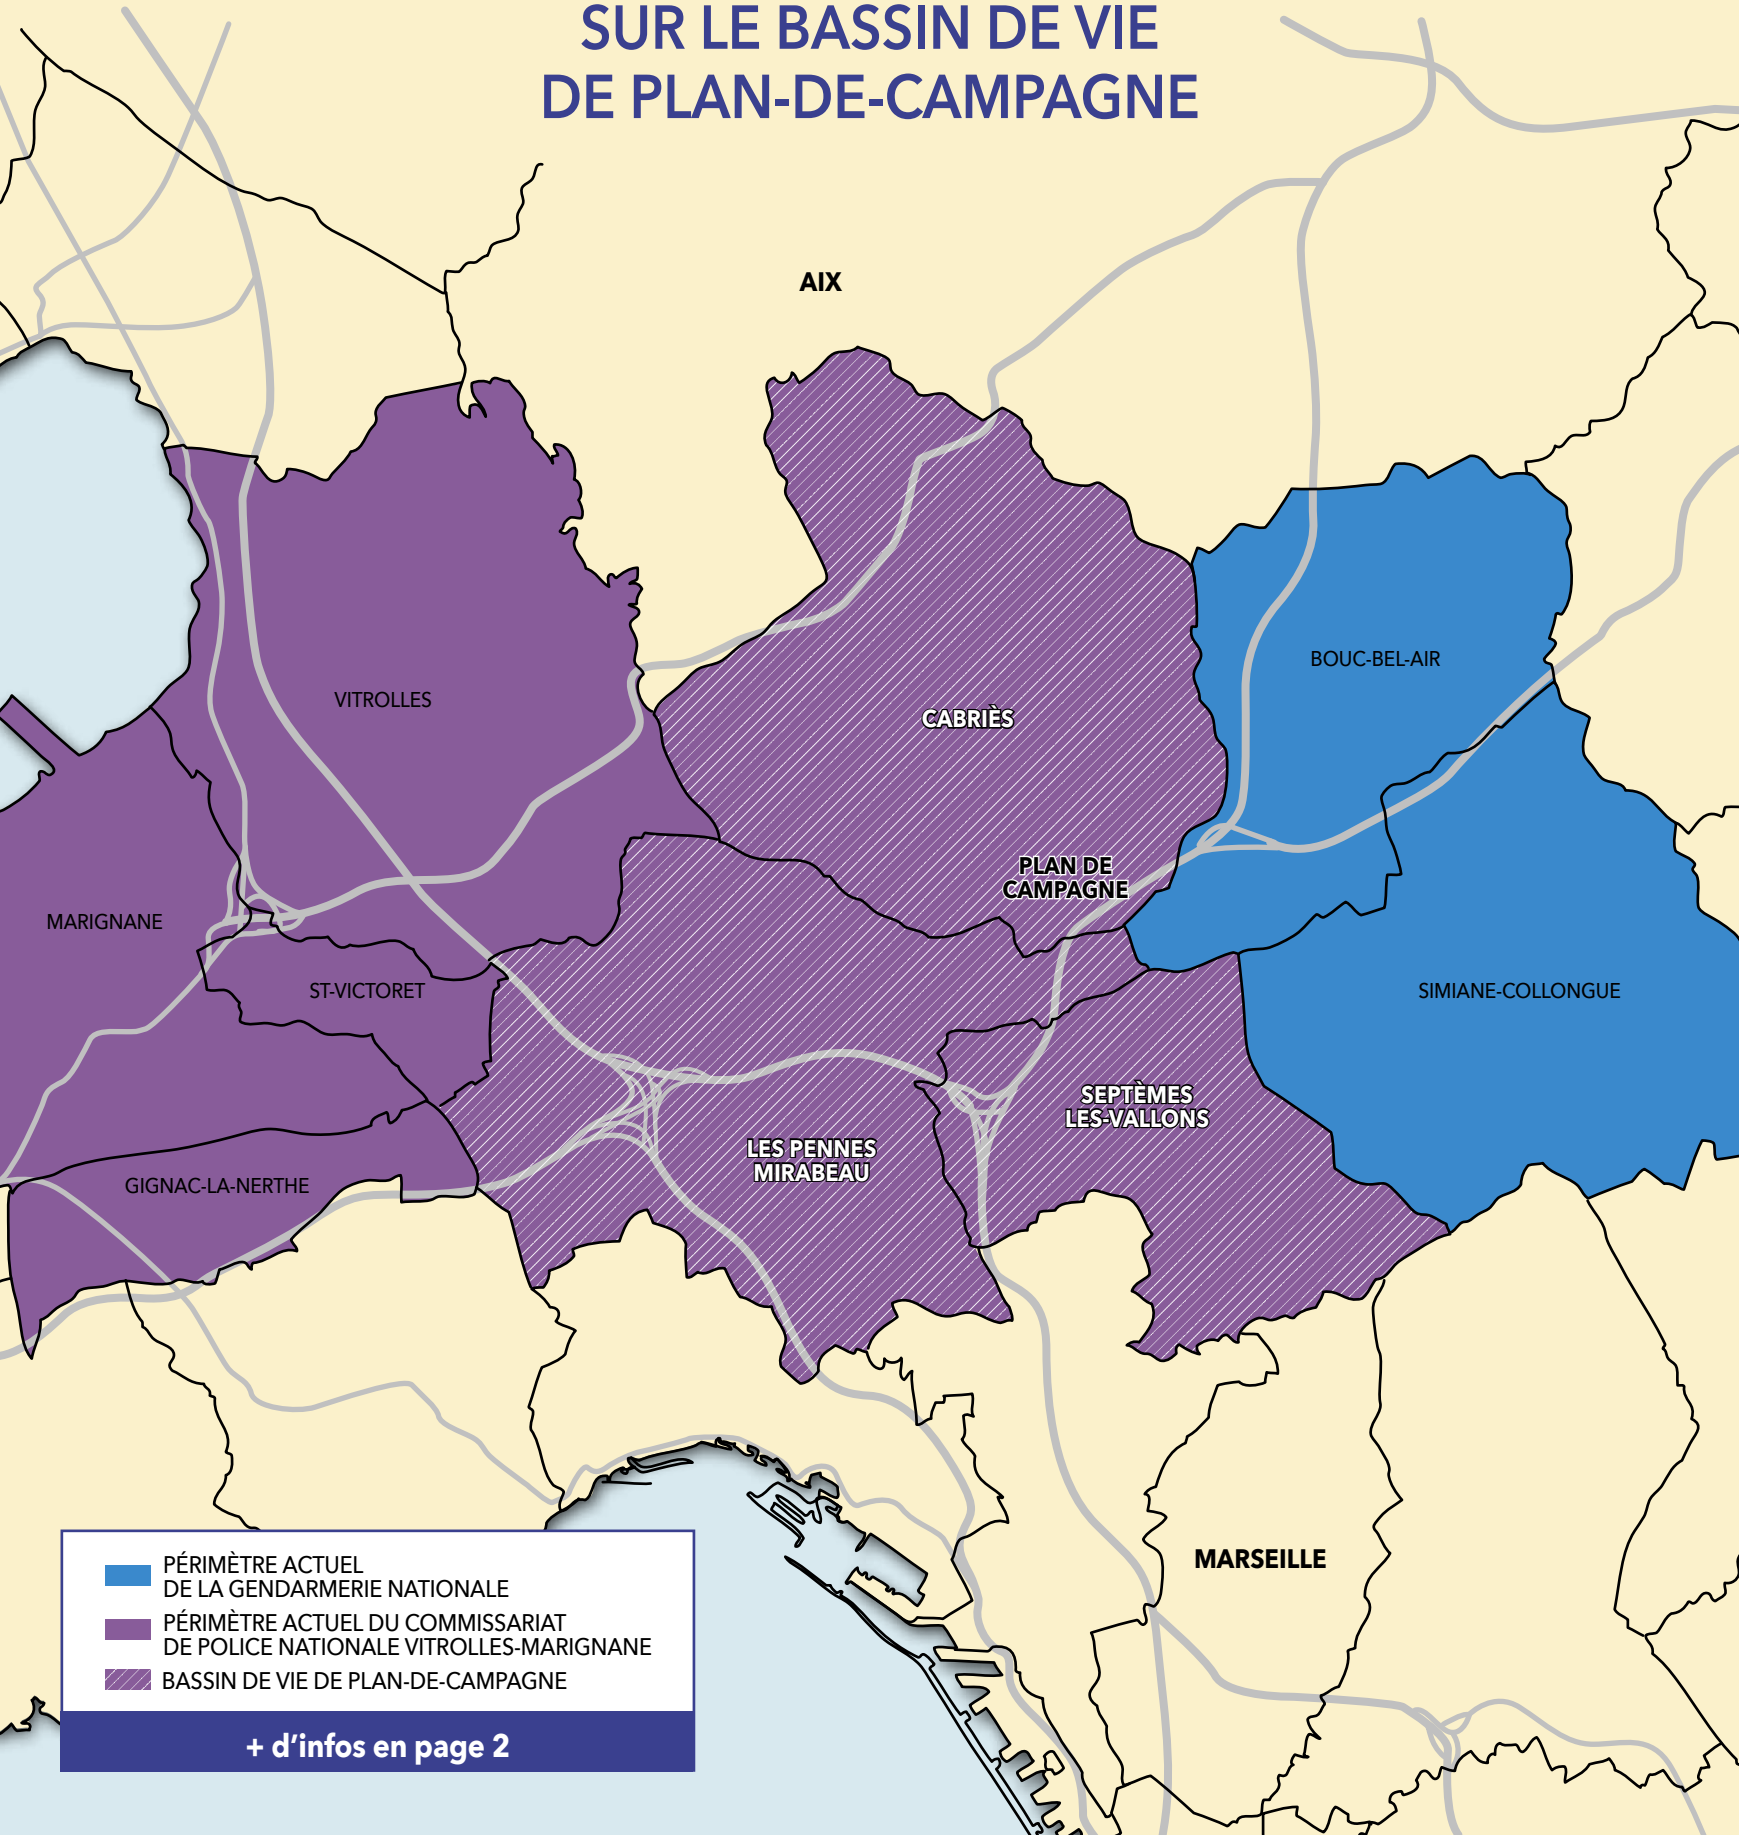 SUR LE BASSIN DE VIE
DE PLAN-DE-CAMPAGNE
AIX
BOUC-BEL-AIR
VITROLLES
CABRIÈS
PLAN DE
CAMPAGNE
MARIGNANE
ST-VICTORET
SIMIANE-COLLONGUE
SEPTÈMES
LES-VALLONS
LES PENNES
MIRABEAU
GIGNAC-LA-NERTHE
MARSEILLE
PÉRIMÈTRE ACTUEL
DE LA GENDARMERIE NATIONALE
PÉRIMÈTRE ACTUEL DU COMMISSARIAT
DE POLICE NATIONALE VITROLLES-MARIGNANE
BASSIN DE VIE DE PLAN-DE-CAMPAGNE
+ d'infos en page 2